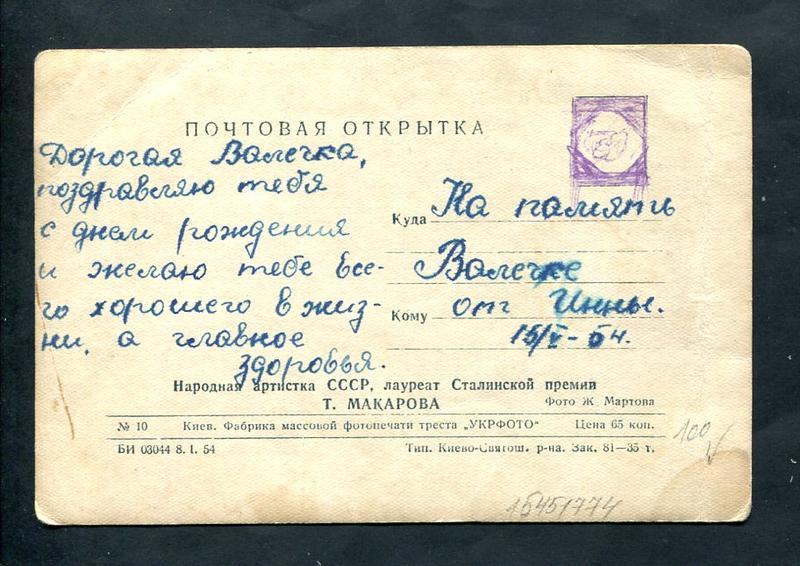 ПОЧТОВАЯ ОТКРЫТКА
Дорогая Валечка,
поздравляю тебя
с днем рождения
и желаю тебе все-
го хорошего в жиз-
ни, а главное
здоровья.
Куда На память
Валечке
Кому от Инны.
15/V-54.
Народная артистка СССР, лауреат Сталинской премии
Т. МАКАРОВА
Фото Ж. Мартова
№ 10 Киев. Фабрика массовой фотопечати треста „УКРФОТО" Цена 65 коп.
БИ 03044 8. I. 54 Тип. Киево-Святош. р-на. Зак. 81—35 т.
100
15451774